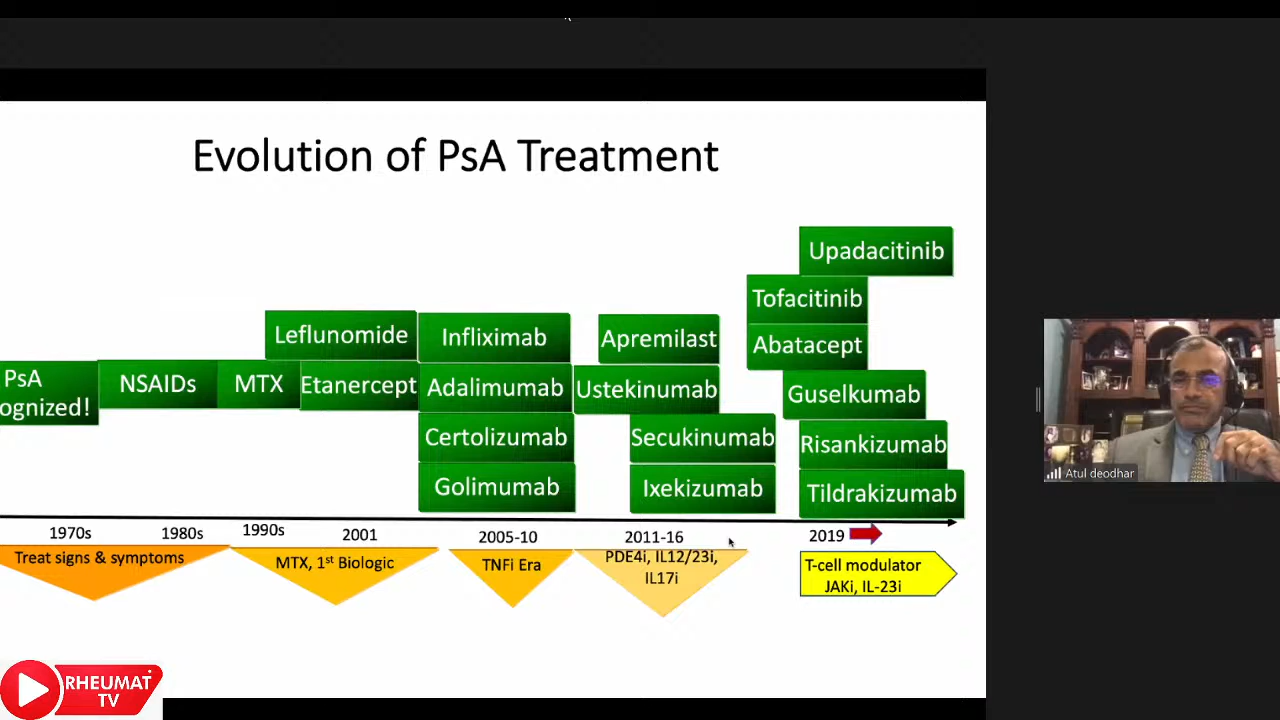 Evolution of PsA Treatment
Upadacitinib
Tofacitinib
Leflunomide
Infliximab
Apremilast
Abatacept
PsA
ognized!
NSAIDs
MTX
Etanercept
Adalimumab
Ustekinumab
Guselkumab
Certolizumab
Secukinumab
Risankizumab
Golimumab
Ixekizumab
Tildrakizumab
1970s
1980s
1990s
2001
2005-10
2011-16
2019
Treat signs & symptoms
MTX, 1st Biologic
TNFi Era
PDE4i, IL12/23i,
IL17i
T-cell modulator
JAKi, IL-23i
Atul deodhar
RHEUMAT
TV